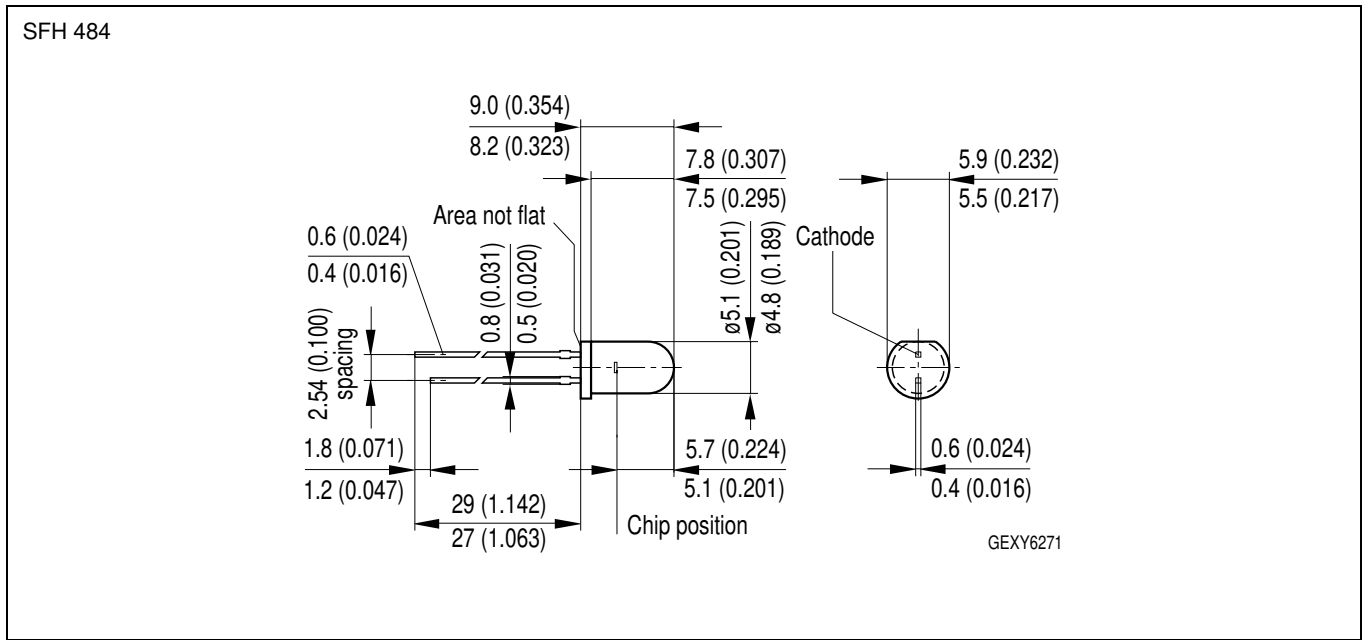 SFH 484
9.0 (0.354)
8.2 (0.323)
7.8 (0.307)
7.5 (0.295)
5.9 (0.232)
5.5 (0.217)
Area not flat
0.6 (0.024)
0.4 (0.016)
0.8 (0.031)
0.5 (0.020)
ø5.1 (0.201)
ø4.8 (0.189)
Cathode
2.54 (0.100)
spacing
1.8 (0.071)
1.2 (0.047)
29 (1.142)
27 (1.063)
5.7 (0.224)
5.1 (0.201)
Chip position
0.6 (0.024)
0.4 (0.016)
GEXY6271